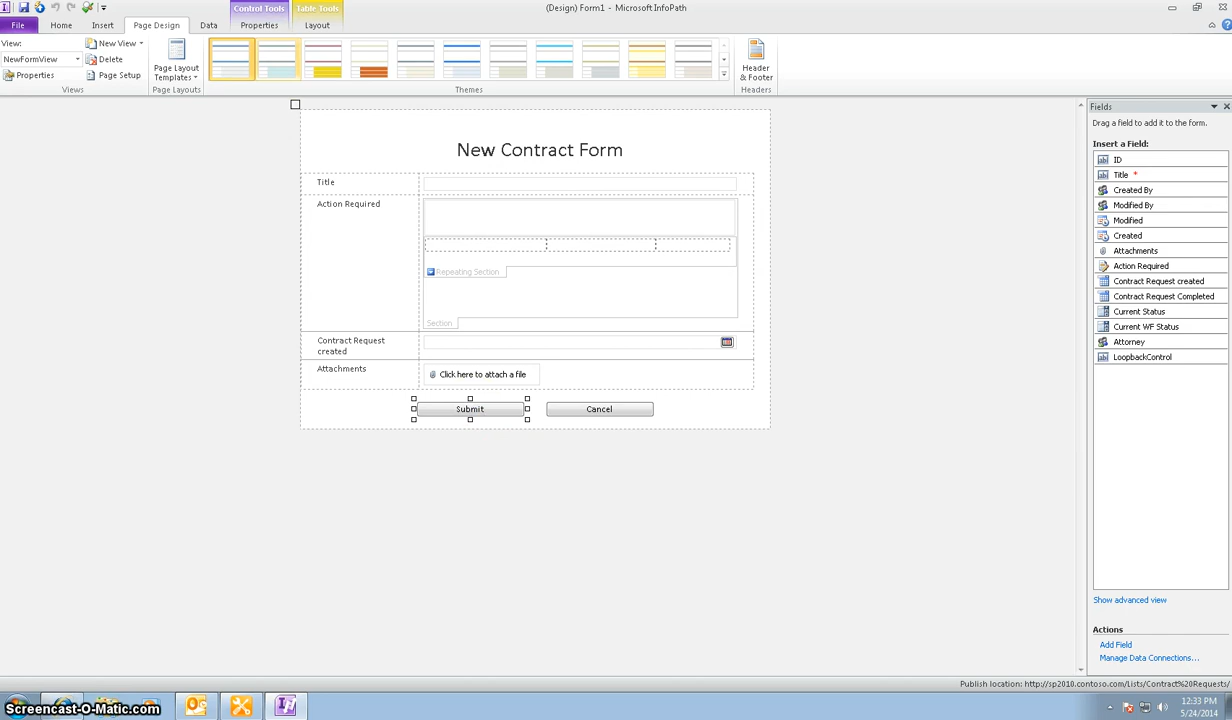 (Design) Form1 - Microsoft InfoPath
Control Tools
Table Tools
File
Home
Insert
Page Design
Data
Properties
Layout
View:
NewFormView
Properties
New View
Delete
Page Setup
Views
Page Layout
Templates
Page Layouts
Themes
Header
& Footer
Headers
New Contract Form
Title
Action Required
Repeating Section
Section
Contract Request
created
Attachments
Click here to attach a file
Submit
Cancel
Fields
Drag a field to add it to the form.
Insert a Field:
ID
Title *
Created By
Modified By
Modified
Created
Attachments
Action Required
Contract Request created
Contract Request Completed
Current Status
Current WF Status
Attorney
LoopbackControl
Show advanced view
Actions
Add Field
Manage Data Connections...
Publish location: http://sp2010.contoso.com/Lists/Contract%20Requests/
Screencast-O-Matic.com
12:33 PM
5/24/2014